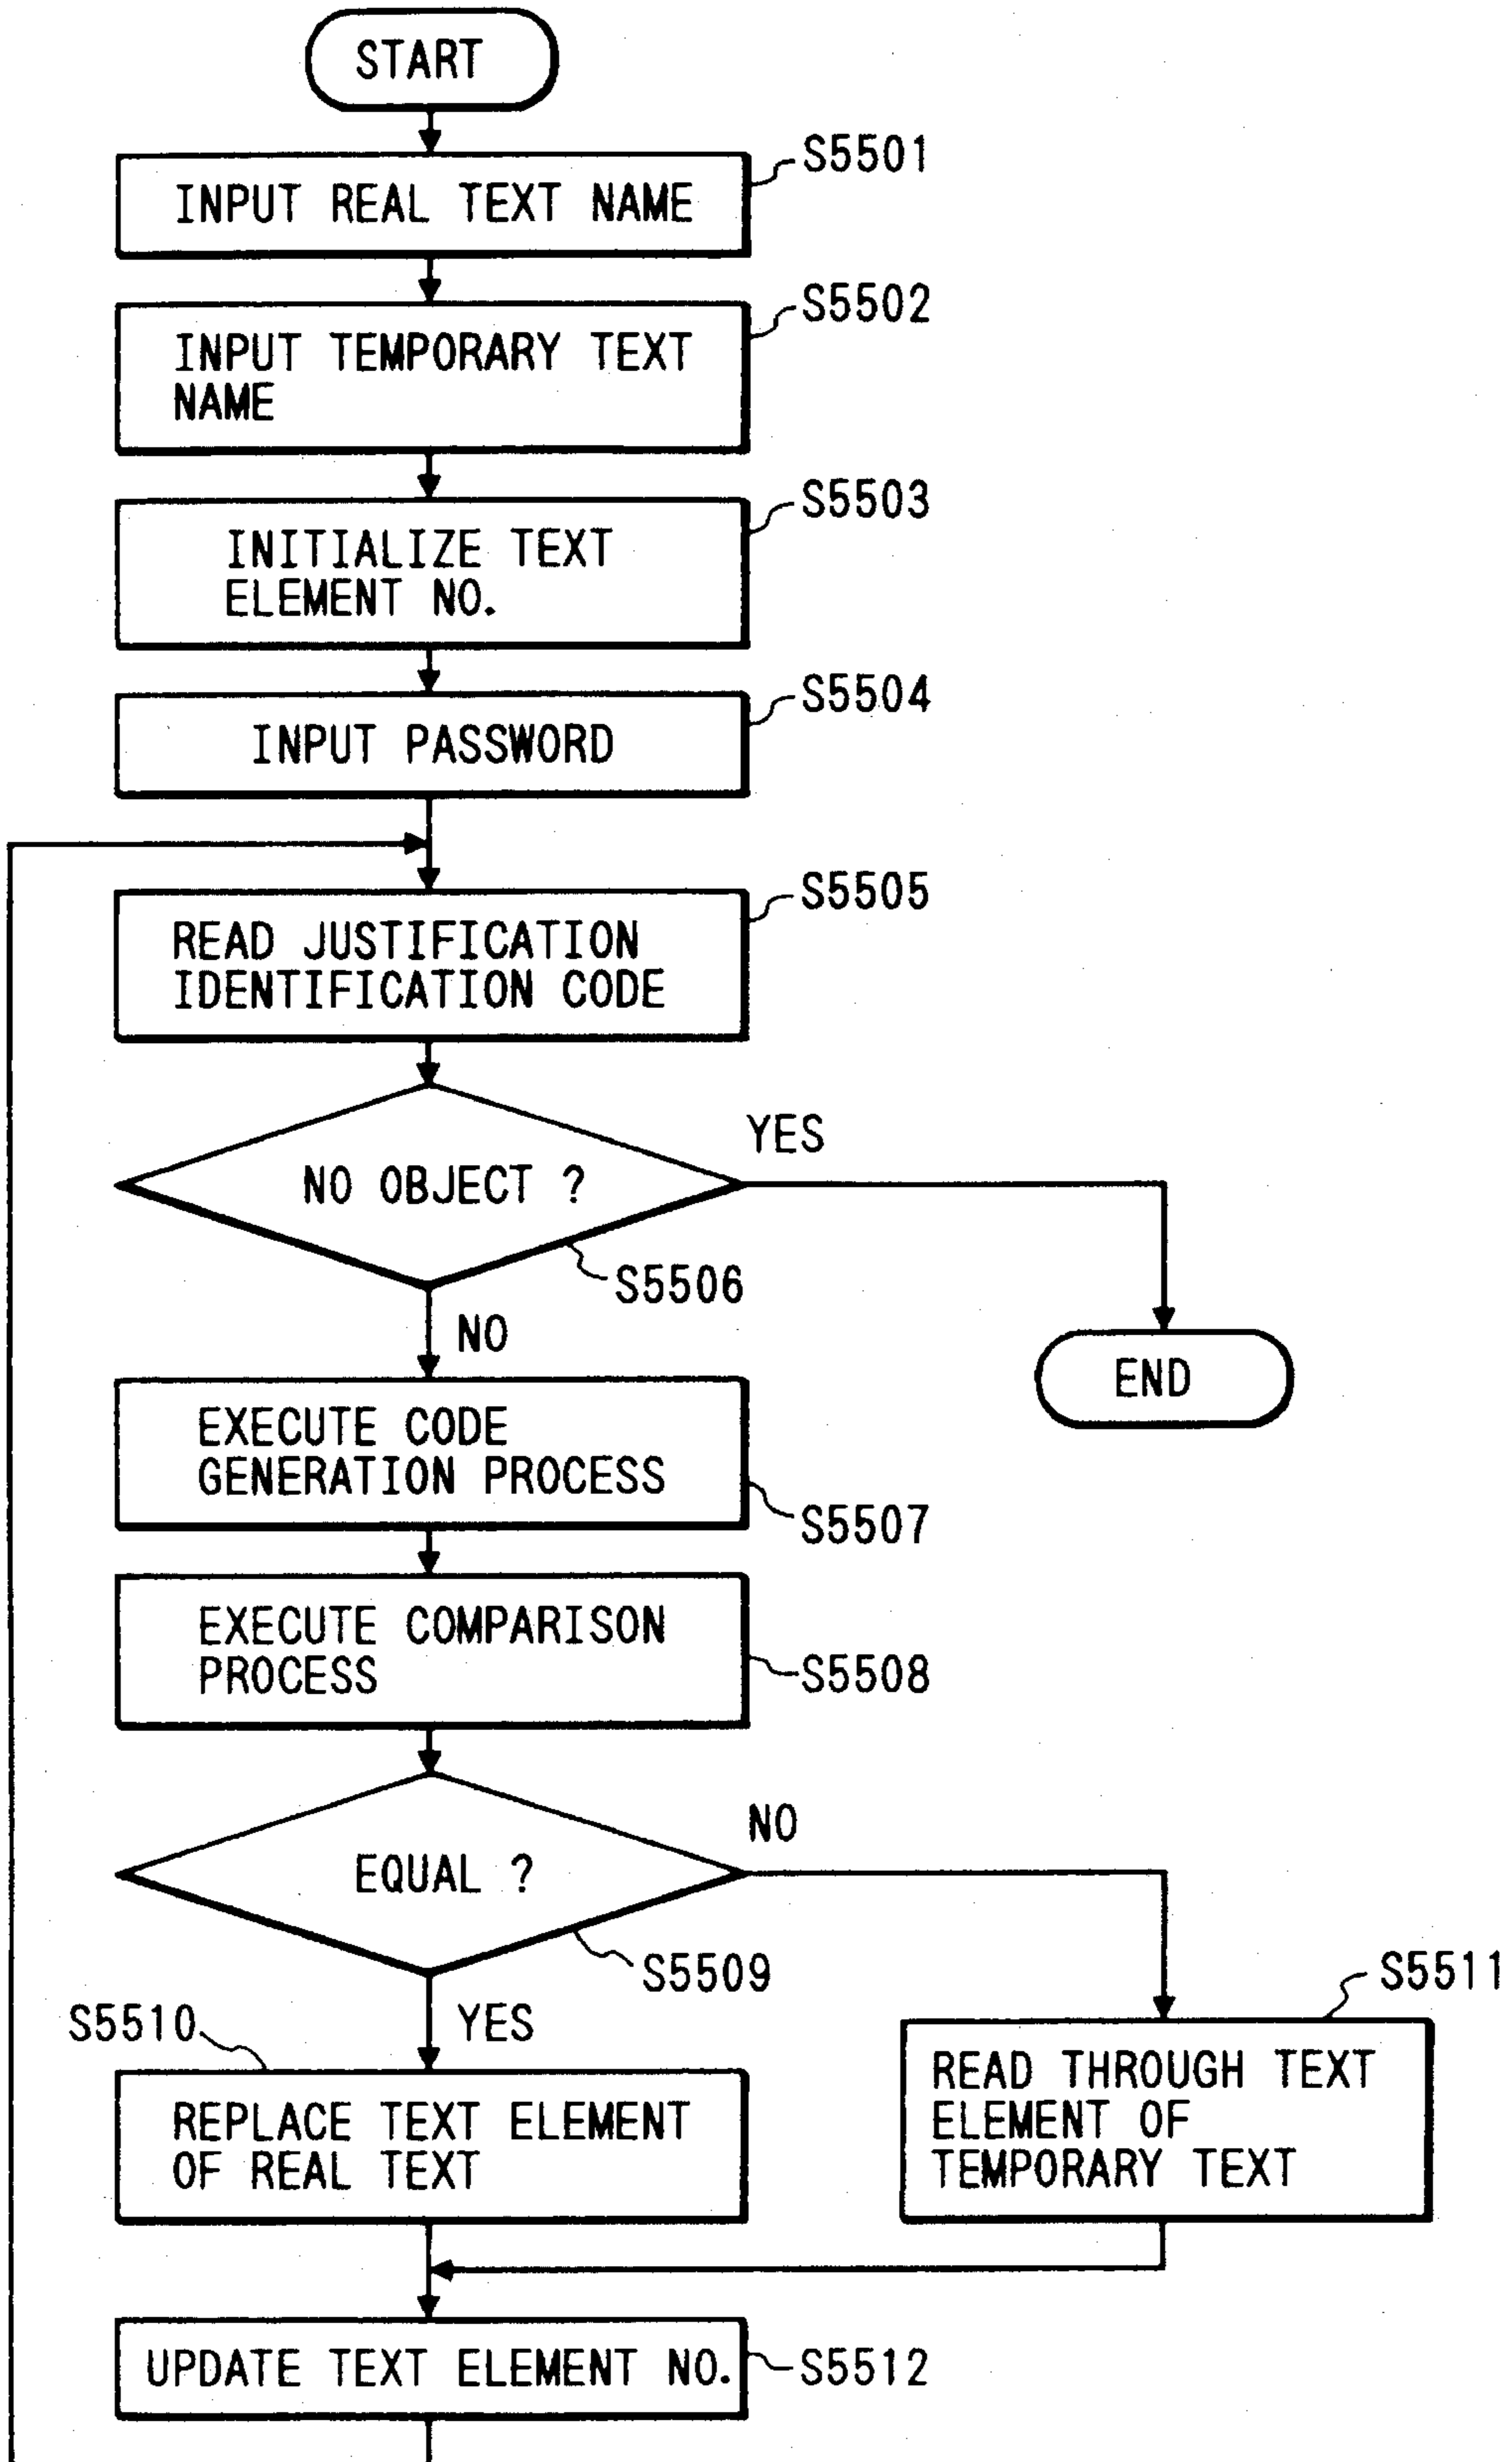 START
S5501
INPUT REAL TEXT NAME
S5502
INPUT TEMPORARY TEXT
NAME
S5503
INITIALIZE TEXT
ELEMENT NO.
S5504
INPUT PASSWORD
S5505
READ JUSTIFICATION
IDENTIFICATION CODE
YES
NO OBJECT ?
S5506
NO
END
EXECUTE CODE
GENERATION PROCESS
S5507
EXECUTE COMPARISON
PROCESS
S5508
NO
EQUAL ?
S5509
S5511
S5510
YES
READ THROUGH TEXT
ELEMENT OF
TEMPORARY TEXT
REPLACE TEXT ELEMENT
OF REAL TEXT
UPDATE TEXT ELEMENT NO.
S5512